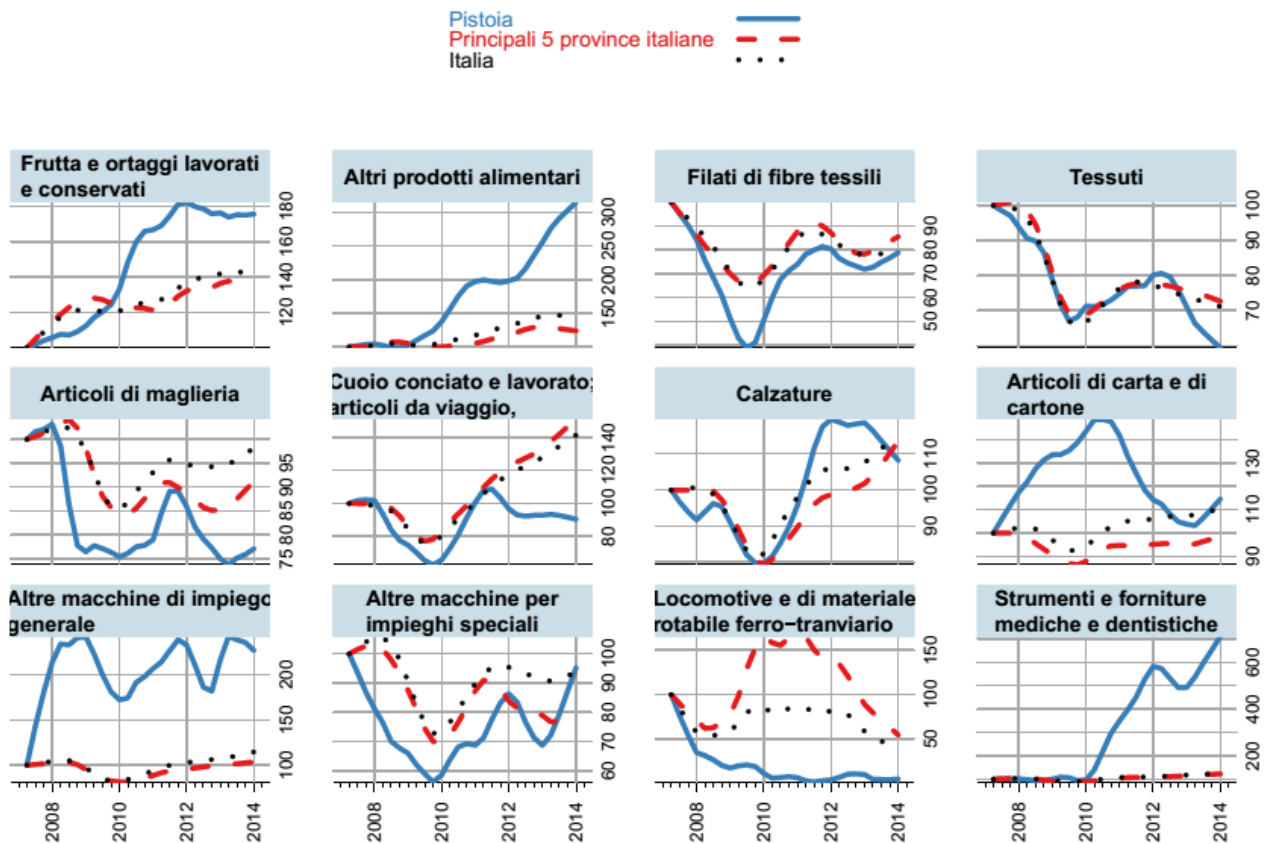 Pistoia
Principali 5 province italiane
Italia
Frutta e ortaggi lavorati
e conservati
120 140 160 180
Altri prodotti alimentari
150 200 250 300
Filati di fibre tessili
50 60 70 80 90
Tessuti
70 80 90 100
Articoli di maglieria
75 80 85 90 95
Cuoio conciato e lavorato;
articoli da viaggio,
80 100 120 140
Calzature
90 100 110
Articoli di carta e di
cartone
90 110 130
Altre macchine di impiego
generale
100 150 200
2008 2010 2012 2014
Altre macchine per
impieghi speciali
60 70 80 90 100
2008 2010 2012 2014
Locomotive e di materiale
rotabile ferro−tranviario
50 100 150
2008 2010 2012 2014
Strumenti e forniture
mediche e dentistiche
200 400 600
2008 2010 2012 2014